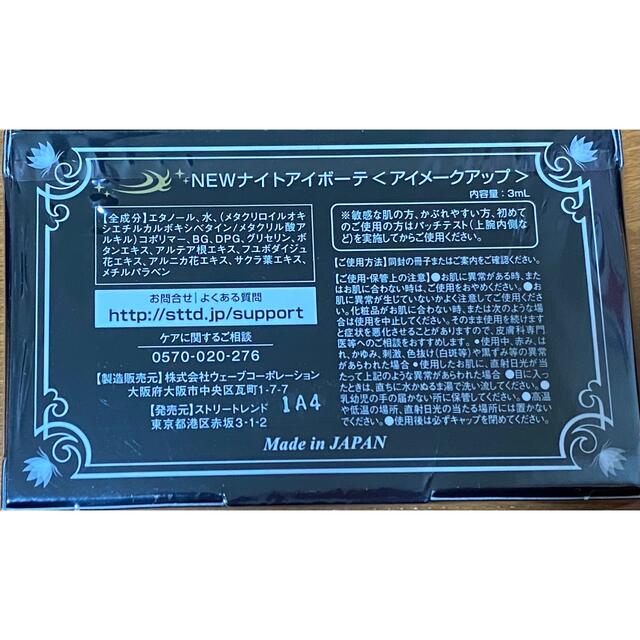 NEWナイトアイボーテ＜アイメークアップ＞
内容量：3mL
【全成分】エタノール、水、(メタクリロイルオキ
シエチルカルボキシベタイン/メタクリル酸ア
ルキル)コポリマー、BG、DPG、グリセリン、ボ
タンエキス、アルテア根エキス、フユボダイジュ
花エキス、アルニカ花エキス、サクラ葉エキス、
メチルパラベン
お問合せ｜よくある質問
http://sttd.jp/support
ケアに関するご相談
0570-020-276
【製造販売元】株式会社ウェーブコーポレーション
大阪府大阪市中央区瓦町1-7-7
【発売元】ストリートレンド
東京都港区赤坂3-1-2
1A4
※敏感な肌の方、かぶれやすい方、初めて
のご使用の方はパッチテスト(上腕内側な
ど)を実施してからご使用ください。
【ご使用方法】同封の冊子またはご案内をご確認ください。
【ご使用・保管上の注意】●お肌に異常がある時、また
はお肌に合わない時は、ご使用をおやめください。●お
肌に異常が生じていないかよく注意してご使用くださ
い。化粧品がお肌に合わない時、または次のような場
合は使用を中止してください。そのまま使用を続けます
と症状を悪化させることがありますので、皮膚科専門
医等へのご相談をおすすめします。●使用中、赤み、は
れ、かゆみ、刺激、色抜け(白斑等)や黒ずみ等の異常
があらわれた場合 ●使用したお肌に、直射日光が当
たって上記のような異常があらわれた場合 ●目に入っ
たときは、直ちに水かぬるま湯で洗い流してください。●
乳幼児の手の届かない所に保管してください。●高温
や低温の場所、直射日光の当たる場所には置かない
でください。●使用後は必ずキャップを閉めてください。
Made in JAPAN